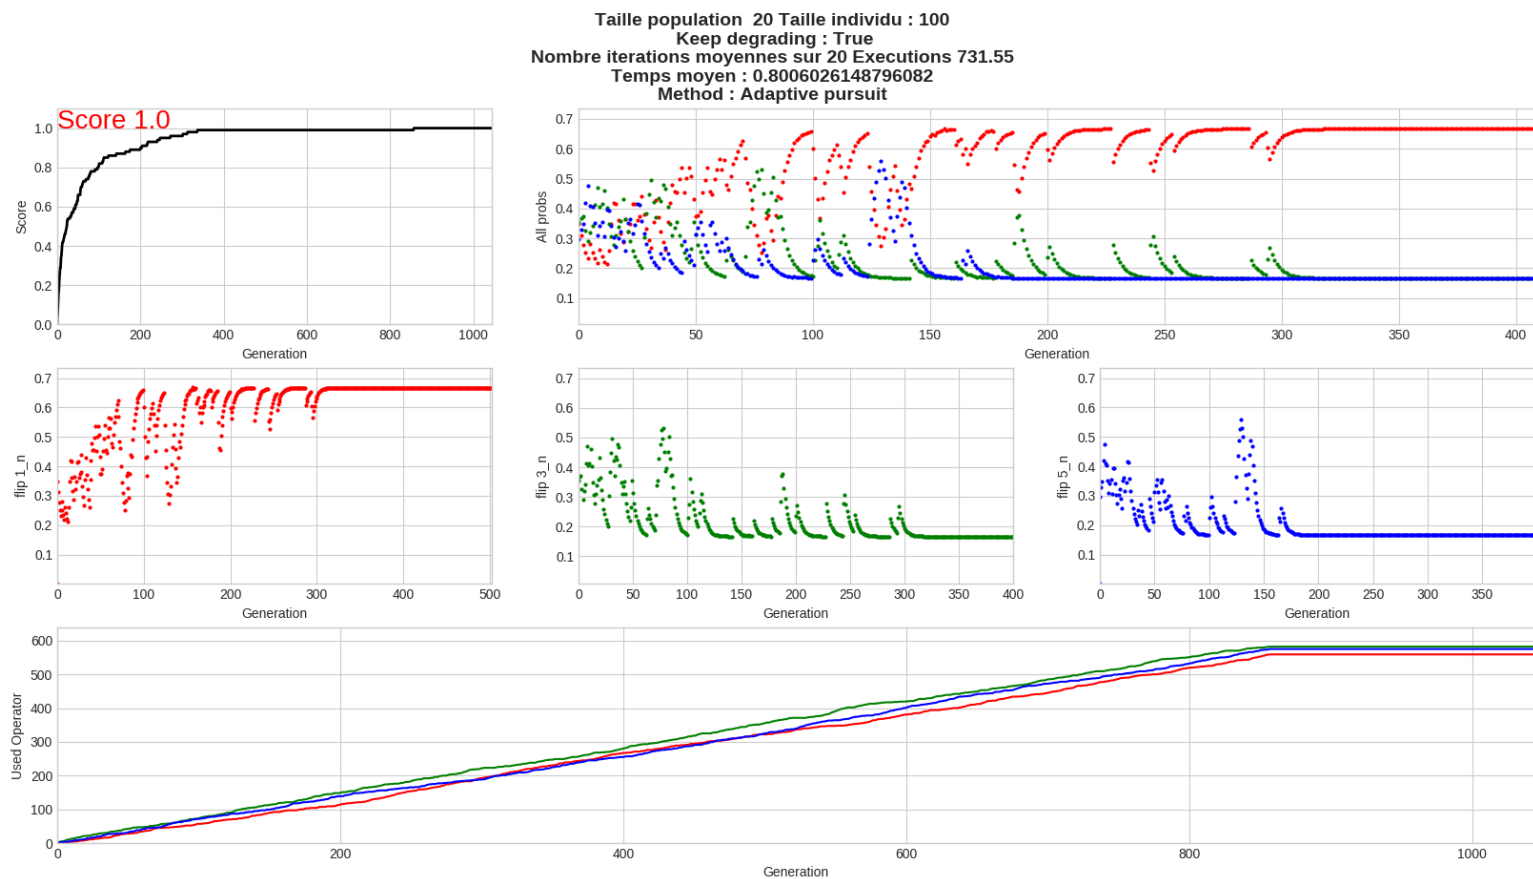 Taille population  20 Taille individu : 100
Keep degrading : True
Nombre iterations moyennes sur 20 Executions 731.55
Temps moyen : 0.8006026148796082
Method : Adaptive pursuit
Score 1.0
Score
1.0
0.8
0.6
0.4
0.2
0.0
0 200 400 600 800 1000
Generation
All probs
0.7
0.6
0.5
0.4
0.3
0.2
0.1
0 50 100 150 200 250 300 350 400
Generation
flip 1_n
0.7
0.6
0.5
0.4
0.3
0.2
0.1
0 100 200 300 400 500
Generation
flip 3_n
0.7
0.6
0.5
0.4
0.3
0.2
0.1
0 50 100 150 200 250 300 350 400
Generation
flip 5_n
0.7
0.6
0.5
0.4
0.3
0.2
0.1
0 50 100 150 200 250 300 350
Generation
Used Operator
600
500
400
300
200
100
0
0 200 400 600 800 1000
Generation